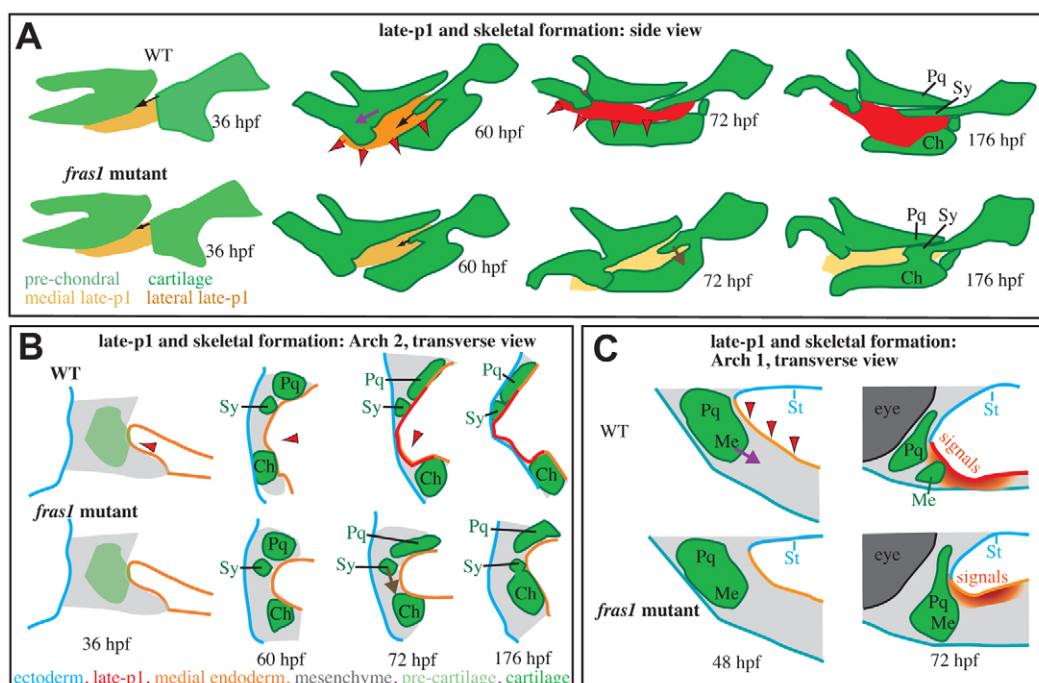 A
late-p1 and skeletal formation: side view
WT
36 hpf
60 hpf
72 hpf
Pq
Sy
Ch
176 hpf
fras1 mutant
36 hpf
60 hpf
72 hpf
Pq
Sy
Ch
176 hpf
pre-chondral cartilage
medial late-p1 lateral late-p1
B
late-p1 and skeletal formation: Arch 2, transverse view
WT
Pq
Sy
Ch
Pq
Sy
Ch
Pq
Sy
Ch
fras1 mutant
Pq
Sy
Ch
Pq
Sy
Ch
Pq
Sy
Ch
36 hpf
60 hpf
72 hpf
176 hpf
ectoderm, late-p1, medial endoderm, mesenchyme, pre-cartilage, cartilage
C
late-p1 and skeletal formation:
Arch 1, transverse view
WT
Pq
Me
St
eye
St
Pq
signals
Me
fras1 mutant
Pq
Me
St
eye
St
signals
Pq
Me
48 hpf
72 hpf